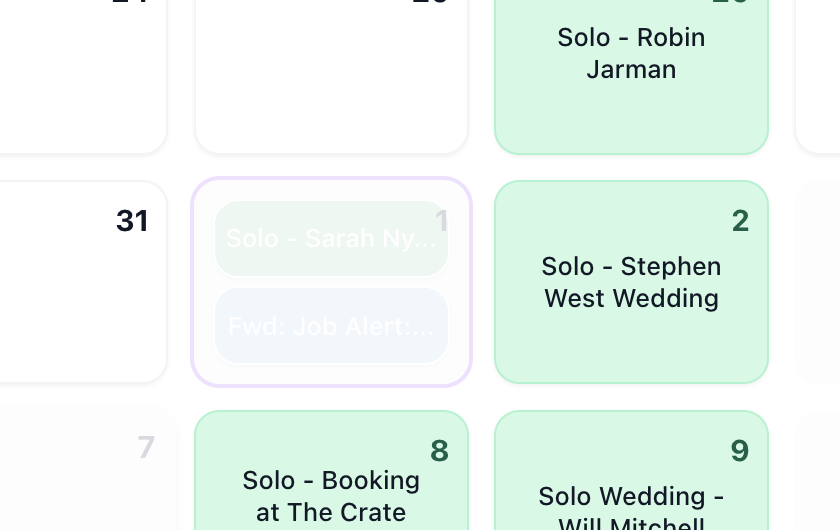 Solo - Robin
Jarman
31
1
Solo - Sarah Ny...
Fwd: Job Alert:...
2
Solo - Stephen
West Wedding
7
8
Solo - Booking
at The Crate
9
Solo Wedding -
Will Mitchell